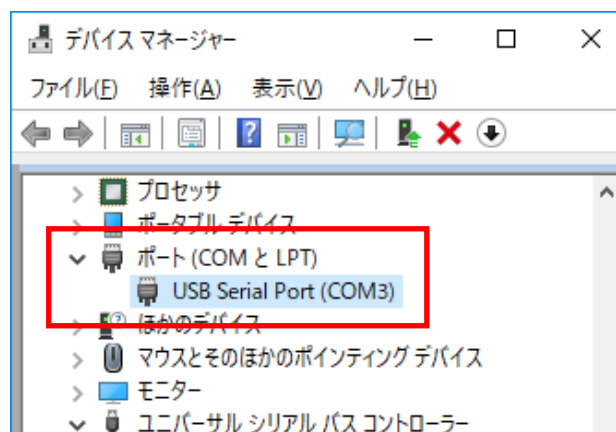 デバイス マネージャー
ファイル(F) 操作(A) 表示(V) ヘルプ(H)
プロセッサ
ポータブル デバイス
ポート (COM と LPT)
USB Serial Port (COM3)
ほかのデバイス
マウスとそのほかのポインティング デバイス
モニター
ユニバーサル シリアル バス コントローラー